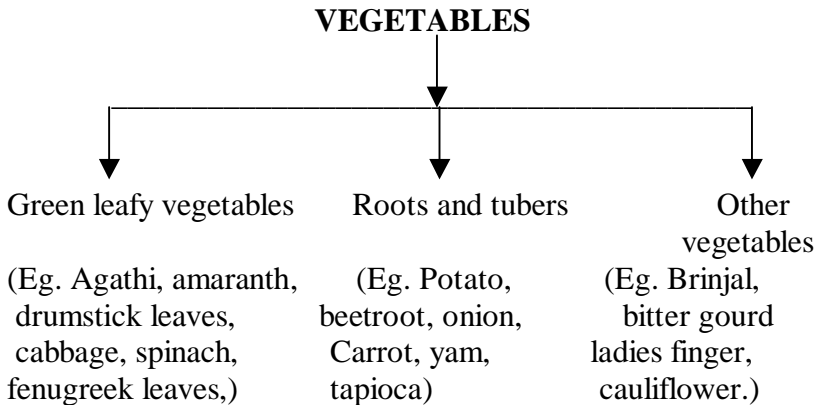 VEGETABLES
Green leafy vegetables
(Eg. Agathi, amaranth,
drumstick leaves,
cabbage, spinach,
fenugreek leaves,)
Roots and tubers
(Eg. Potato,
beetroot, onion,
Carrot, yam,
tapioca)
Other
vegetables
(Eg. Brinjal,
bitter gourd
ladies finger,
cauliflower.)